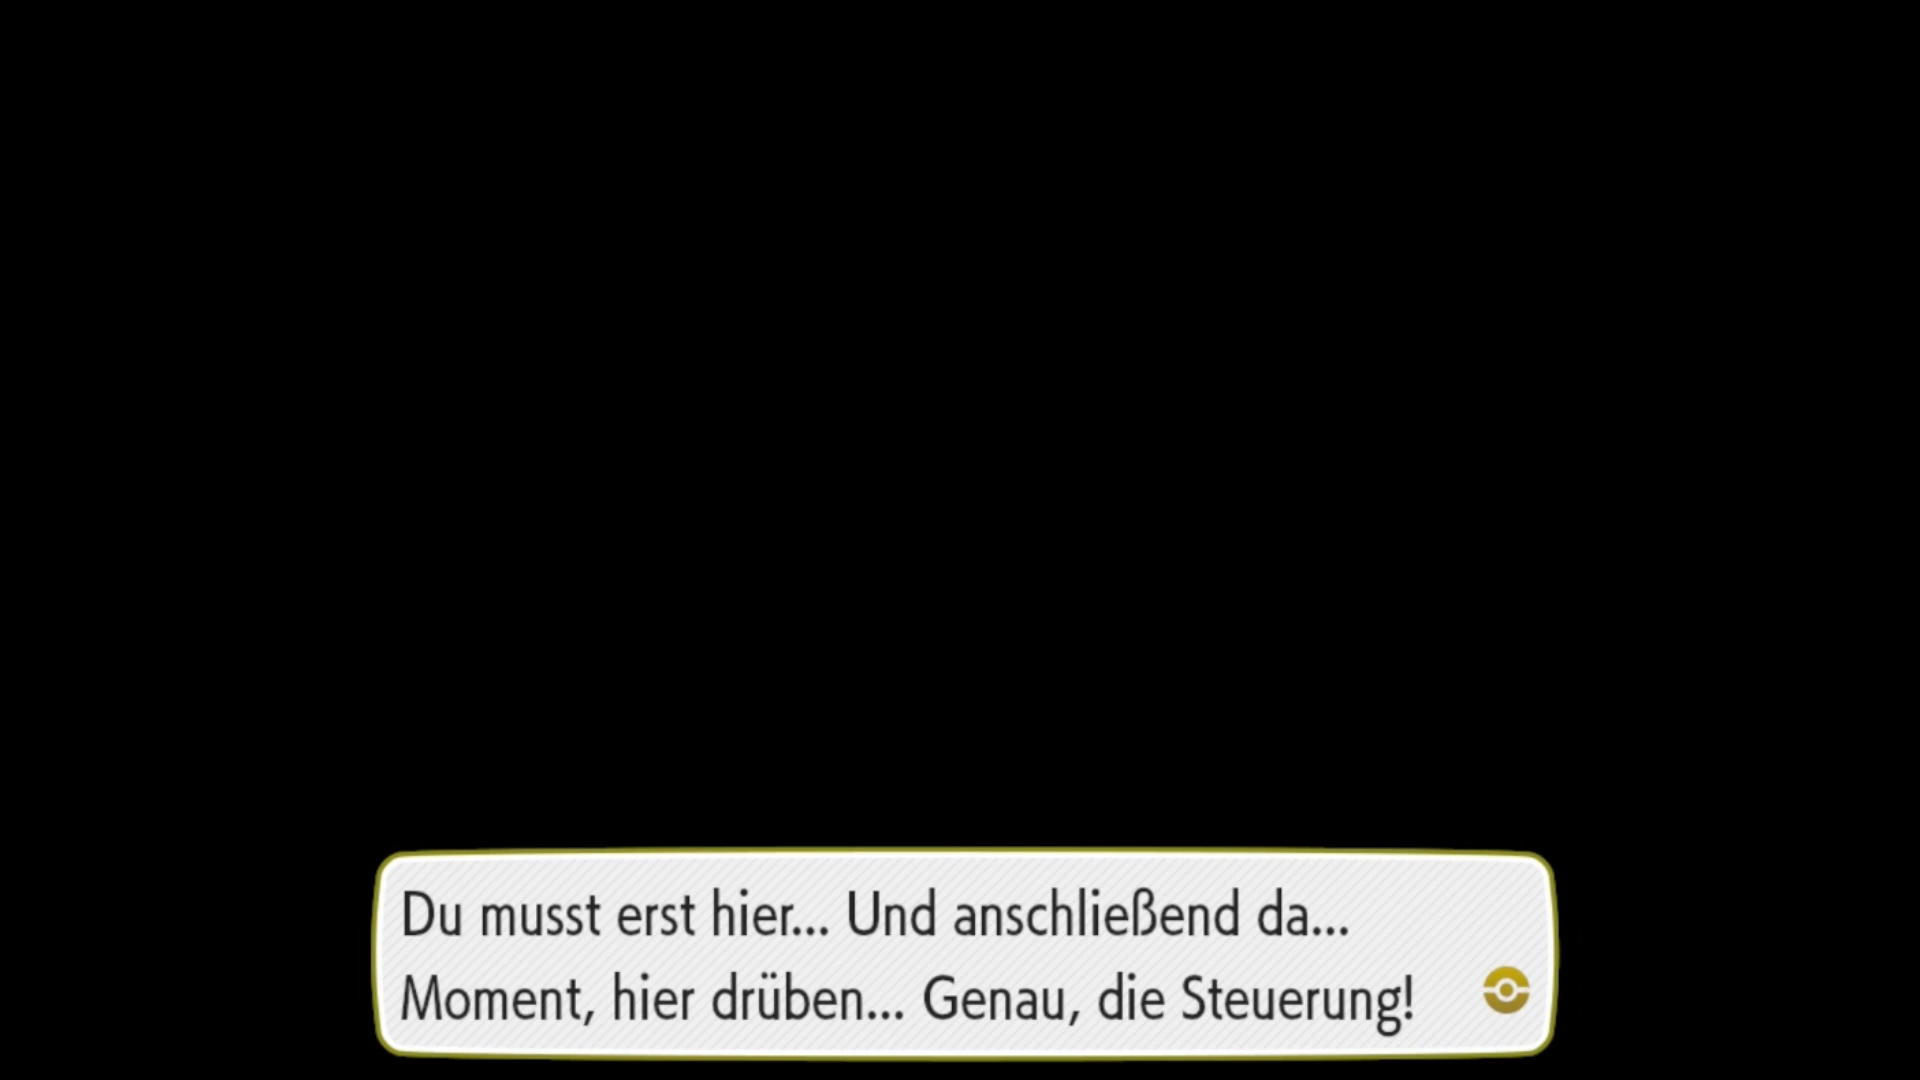 Du musst erst hier... Und anschließend da...
Moment, hier drüben... Genau, die Steuerung!